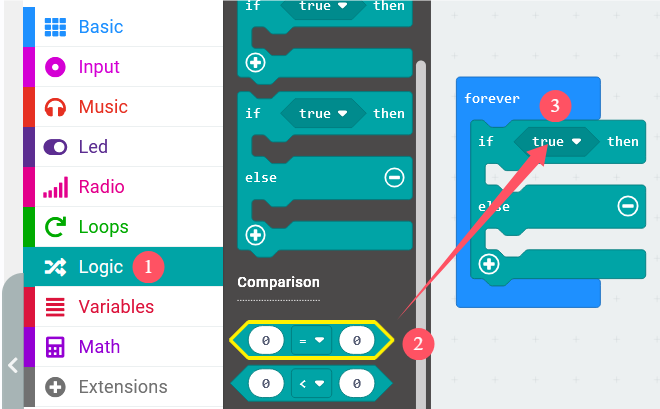 Basic
Input
Music
Led
Radio
Loops
Logic 1
Variables
Math
Extensions
if true then
if true then
else
Comparison
0 = 0
2
0 < 0
forever
3
if true then
else